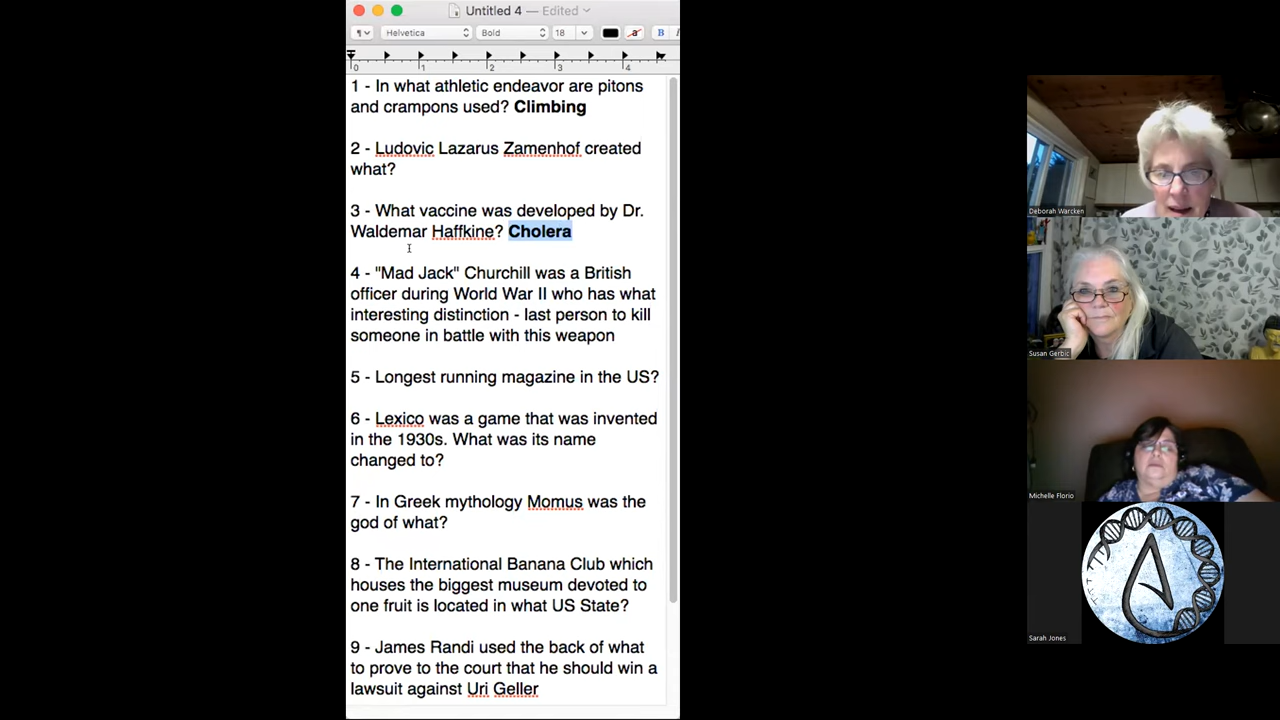 Untitled 4 — Edited
Helvetica Bold 18 a B I
0 1 2 3 4
1 - In what athletic endeavor are pitons
and crampons used? Climbing
2 - Ludovic Lazarus Zamenhof created
what?
3 - What vaccine was developed by Dr.
Waldemar Haffkine? Cholera
4 - "Mad Jack" Churchill was a British
officer during World War II who has what
interesting distinction - last person to kill
someone in battle with this weapon
5 - Longest running magazine in the US?
6 - Lexico was a game that was invented
in the 1930s. What was its name
changed to?
7 - In Greek mythology Momus was the
god of what?
8 - The International Banana Club which
houses the biggest museum devoted to
one fruit is located in what US State?
9 - James Randi used the back of what
to prove to the court that he should win a
lawsuit against Uri Geller
Deborah Warcken
Susan Gerbic
Michelle Florio
Sarah Jones